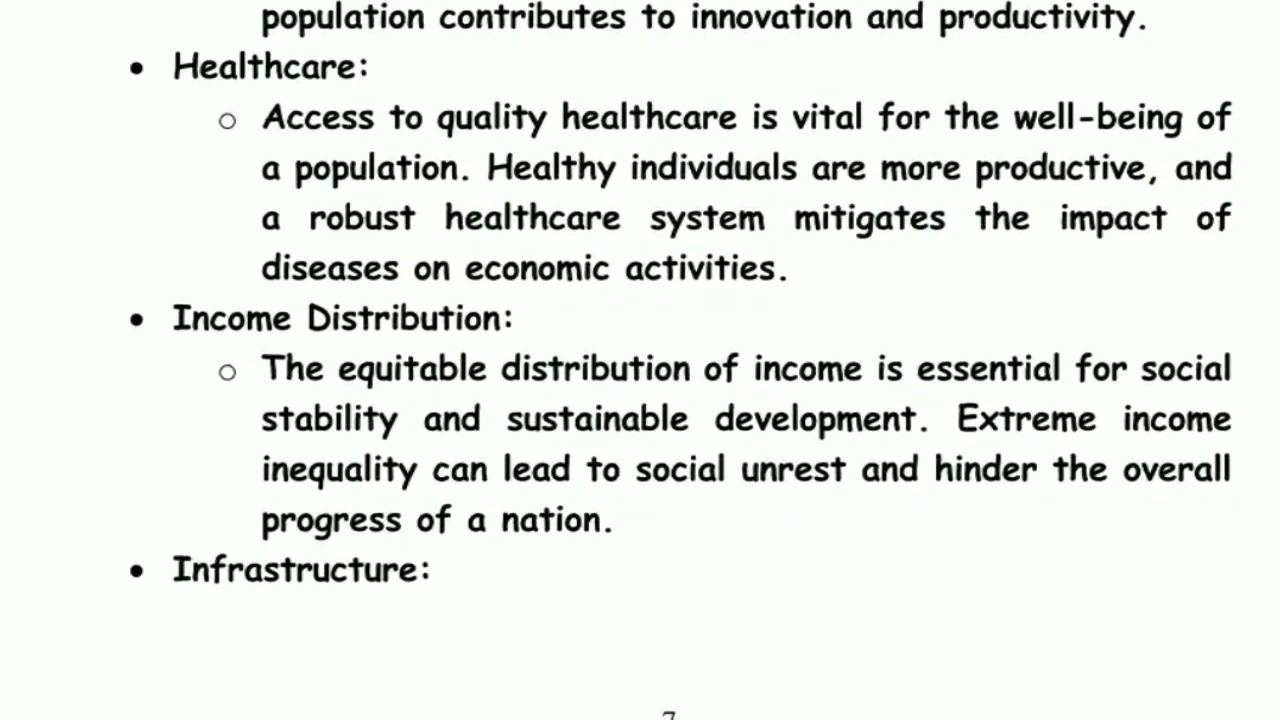 population contributes to innovation and productivity.
• Healthcare:
○ Access to quality healthcare is vital for the well-being of
a population. Healthy individuals are more productive, and
a robust healthcare system mitigates the impact of
diseases on economic activities.
• Income Distribution:
○ The equitable distribution of income is essential for social
stability and sustainable development. Extreme income
inequality can lead to social unrest and hinder the overall
progress of a nation.
• Infrastructure:
7